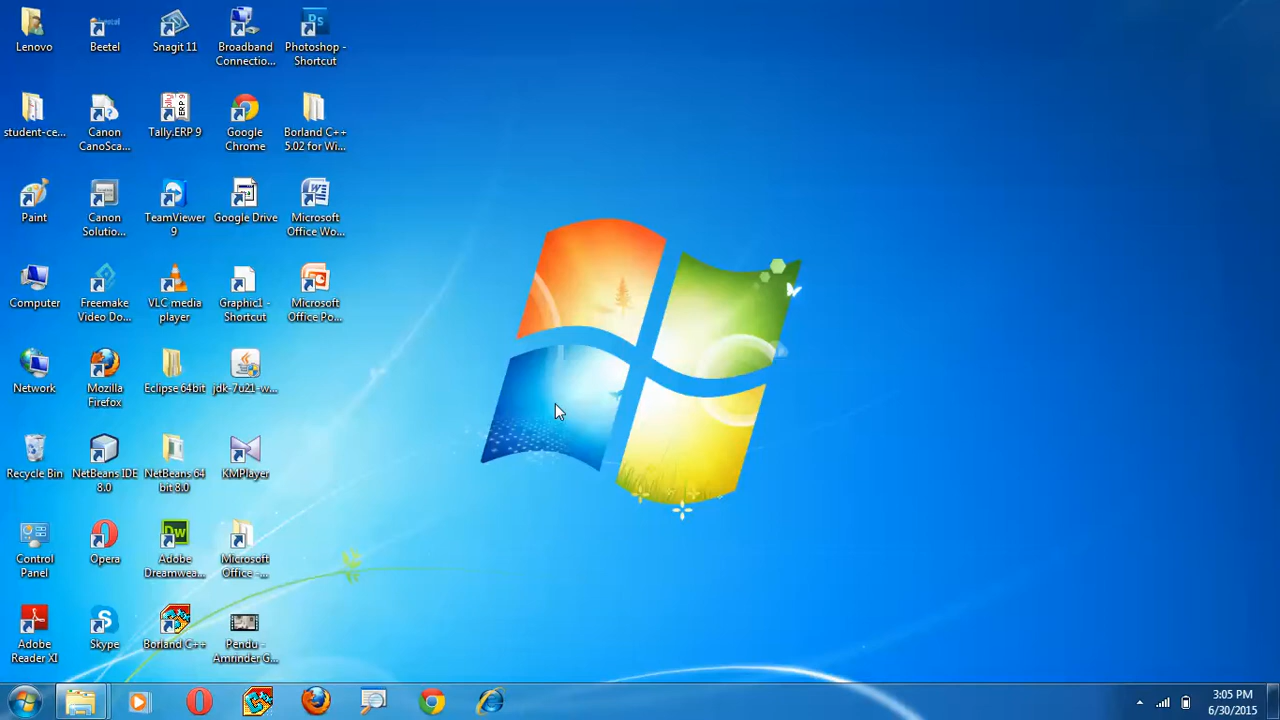 Lenovo
Beetel
Snagit 11
Broadband
Connectio...
Photoshop -
Shortcut
student-ce...
Canon
CanoSca...
Tally.ERP 9
Google
Chrome
Borland C++
5.02 for Wi...
Paint
Canon
Solutio...
TeamViewer
9
Google Drive
Microsoft
Office Wo...
Computer
Freemake
Video Do...
VLC media
player
Graphic1 -
Shortcut
Microsoft
Office Po...
Network
Mozilla
Firefox
Eclipse 64bit
jdk-7u21-w...
Recycle Bin
NetBeans IDE
8.0
NetBeans 64
bit 8.0
KMPlayer
Control
Panel
Opera
Adobe
Dreamwea...
Microsoft
Office - ...
Adobe
Reader XI
Skype
Borland C++
Pendu -
Amrinder G...
3:05 PM
6/30/2015